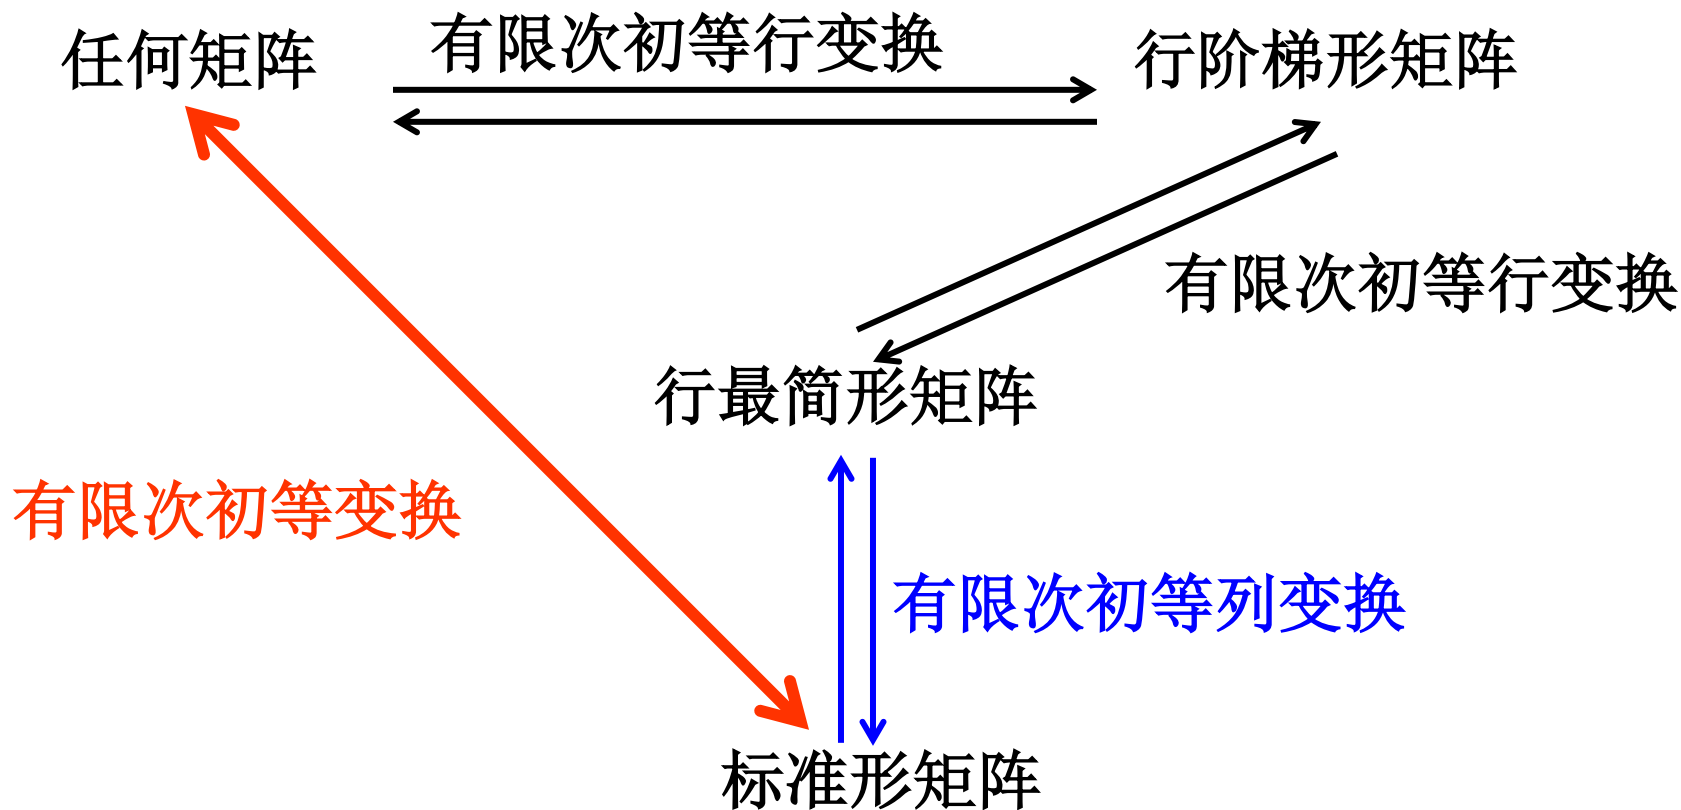 任何矩阵
有限次初等行变换
行阶梯形矩阵
有限次初等行变换
行最简形矩阵
有限次初等变换
有限次初等列变换
标准形矩阵